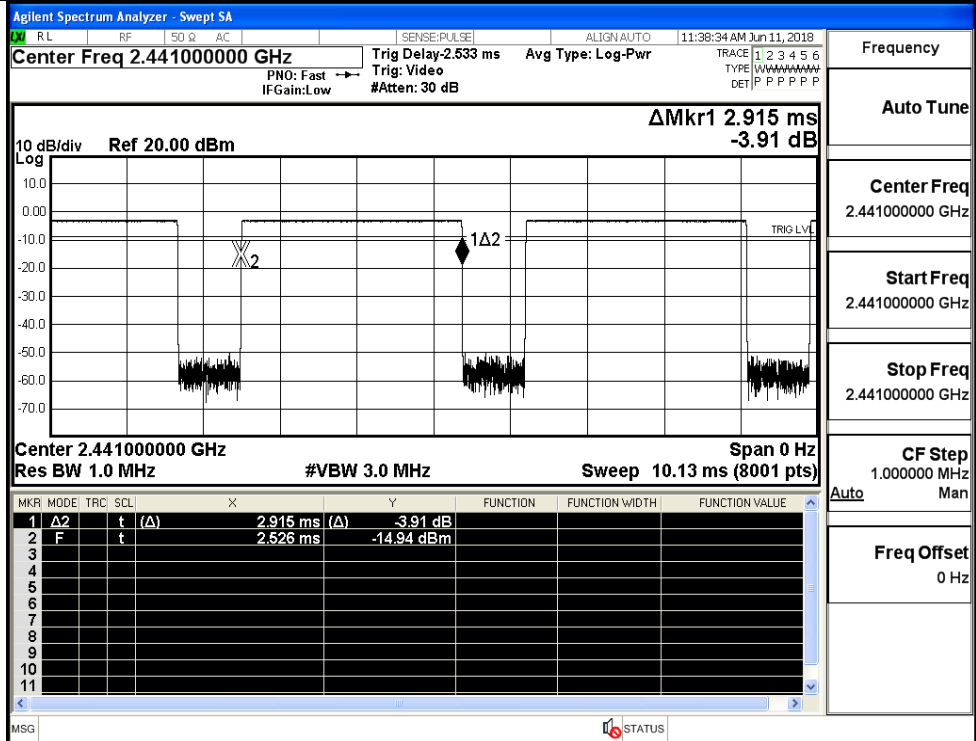 Agilent Spectrum Analyzer - Swept SA
LXI RL RF 50 Ω AC SENSE:PULSE ALIGN AUTO 11:38:34 AM Jun 11, 2018
Center Freq 2.441000000 GHz
PNO: Fast
IFGain:Low
Trig Delay-2.533 ms
Trig: Video
#Atten: 30 dB
Avg Type: Log-Pwr
TRACE 1 2 3 4 5 6
TYPE WWWWWW
DET P P P P P P
ΔMkr1 2.915 ms
-3.91 dB
10 dB/div Ref 20.00 dBm
Log
10.0
0.00
-10.0
-20.0
-30.0
-40.0
-50.0
-60.0
-70.0
TRIG LVL
2
1Δ2
Center 2.441000000 GHz Span 0 Hz
Res BW 1.0 MHz #VBW 3.0 MHz Sweep 10.13 ms (8001 pts)
MKR MODE TRC SCL X Y FUNCTION FUNCTION WIDTH FUNCTION VALUE
1 Δ2 t (Δ) 2.915 ms (Δ) -3.91 dB
2 F t 2.526 ms -14.94 dBm
3
4
5
6
7
8
9
10
11
MSG STATUS
Frequency
Auto Tune
Center Freq
2.441000000 GHz
Start Freq
2.441000000 GHz
Stop Freq
2.441000000 GHz
CF Step
1.000000 MHz
Auto Man
Freq Offset
0 Hz